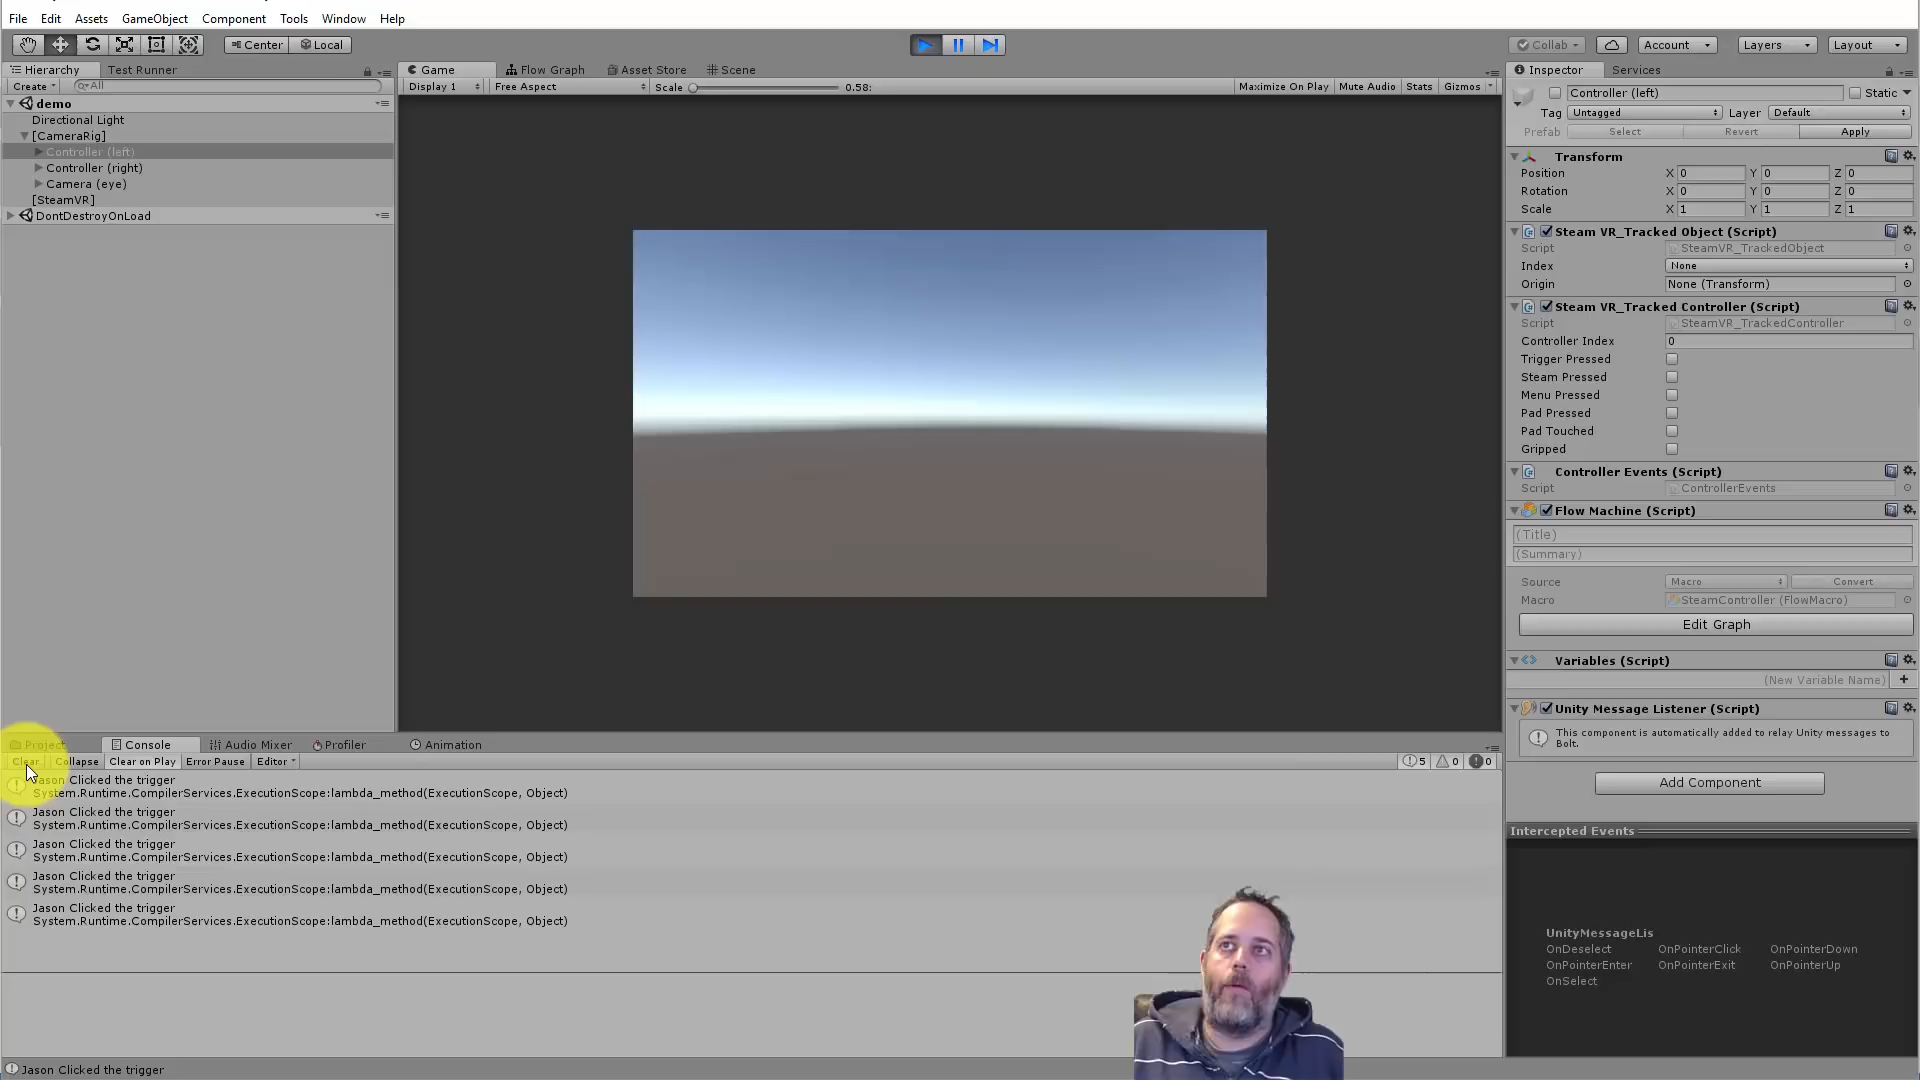 File Edit Assets GameObject Component Tools Window Help
Center Local
Collab Account Layers Layout
Hierarchy Test Runner
Create All
demo
Directional Light
[CameraRig]
Controller (left)
Controller (right)
Camera (eye)
[SteamVR]
DontDestroyOnLoad
Game Flow Graph Asset Store Scene
Display 1 Free Aspect Scale 0.58: Maximize On Play Mute Audio Stats Gizmos
Inspector Services
Controller (left) Static
Tag Untagged Layer Default
Prefab Select Revert Apply
Transform
Position X 0 Y 0 Z 0
Rotation X 0 Y 0 Z 0
Scale X 1 Y 1 Z 1
Steam VR_Tracked Object (Script)
Script SteamVR_TrackedObject
Index None
Origin None (Transform)
Steam VR_Tracked Controller (Script)
Script SteamVR_TrackedController
Controller Index 0
Trigger Pressed
Steam Pressed
Menu Pressed
Pad Pressed
Pad Touched
Gripped
Controller Events (Script)
Script ControllerEvents
Flow Machine (Script)
(Title)
(Summary)
Source Macro Convert
Macro SteamController (FlowMacro)
Edit Graph
Variables (Script)
(New Variable Name) +
Unity Message Listener (Script)
This component is automatically added to relay Unity messages to
Bolt.
Add Component
Intercepted Events
UnityMessageLis
OnDeselect OnPointerClick OnPointerDown
OnPointerEnter OnPointerExit OnPointerUp
OnSelect
Project Console Audio Mixer Profiler Animation
Clear Collapse Clear on Play Error Pause Editor 5 0 0
Jason Clicked the trigger
System.Runtime.CompilerServices.ExecutionScope:lambda_method(ExecutionScope, Object)
Jason Clicked the trigger
System.Runtime.CompilerServices.ExecutionScope:lambda_method(ExecutionScope, Object)
Jason Clicked the trigger
System.Runtime.CompilerServices.ExecutionScope:lambda_method(ExecutionScope, Object)
Jason Clicked the trigger
System.Runtime.CompilerServices.ExecutionScope:lambda_method(ExecutionScope, Object)
Jason Clicked the trigger
System.Runtime.CompilerServices.ExecutionScope:lambda_method(ExecutionScope, Object)
Jason Clicked the trigger